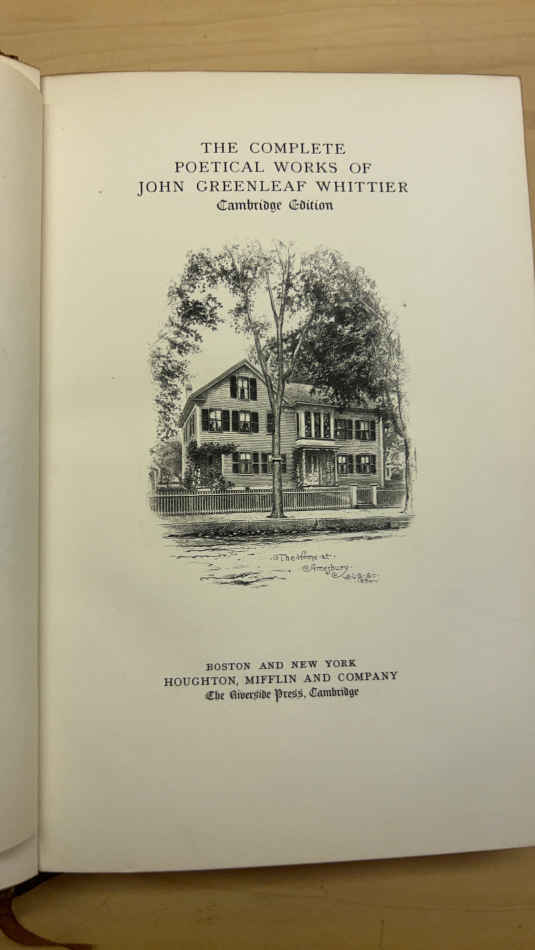 THE COMPLETE
POETICAL WORKS OF
JOHN GREENLEAF WHITTIER
Cambridge Edition
The Home at
Amesbury
BOSTON AND NEW YORK
HOUGHTON, MIFFLIN AND COMPANY
The Riverside Press, Cambridge